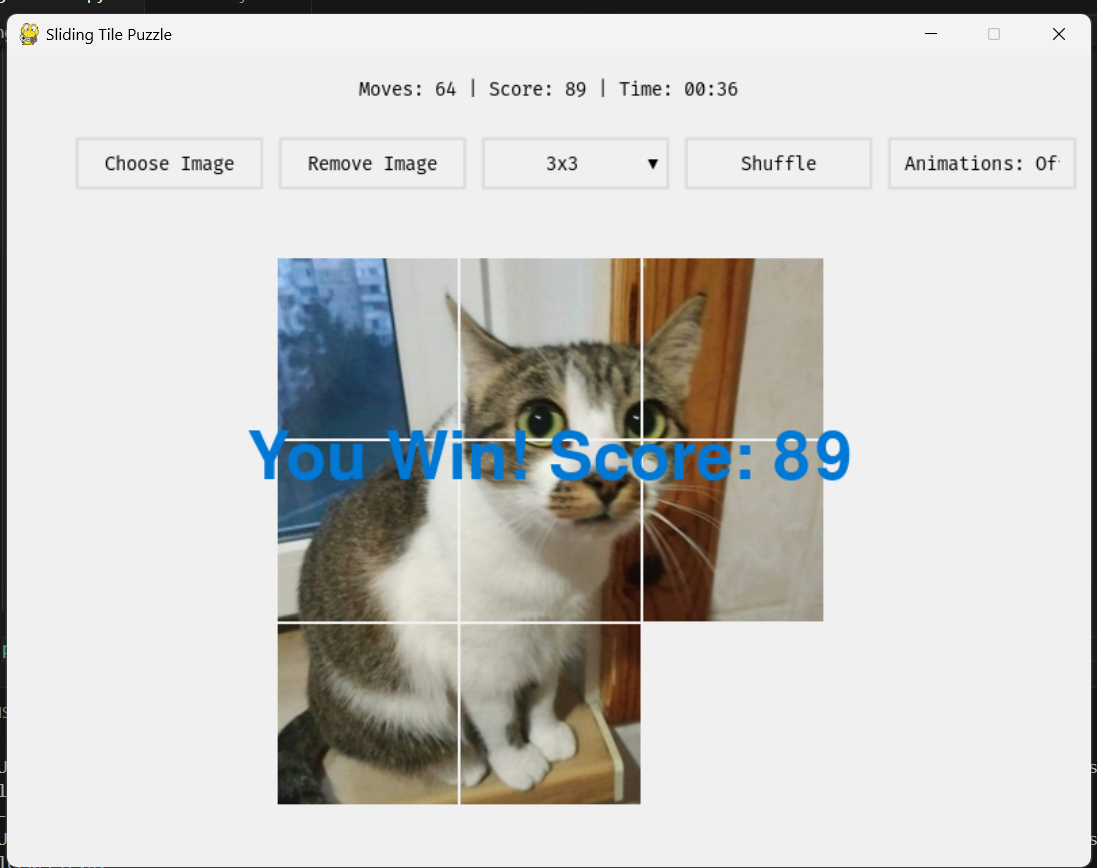 Sliding Tile Puzzle
Moves: 64 | Score: 89 | Time: 00:36
Choose Image
Remove Image
3x3
Shuffle
Animations: Of
You Win! Score: 89